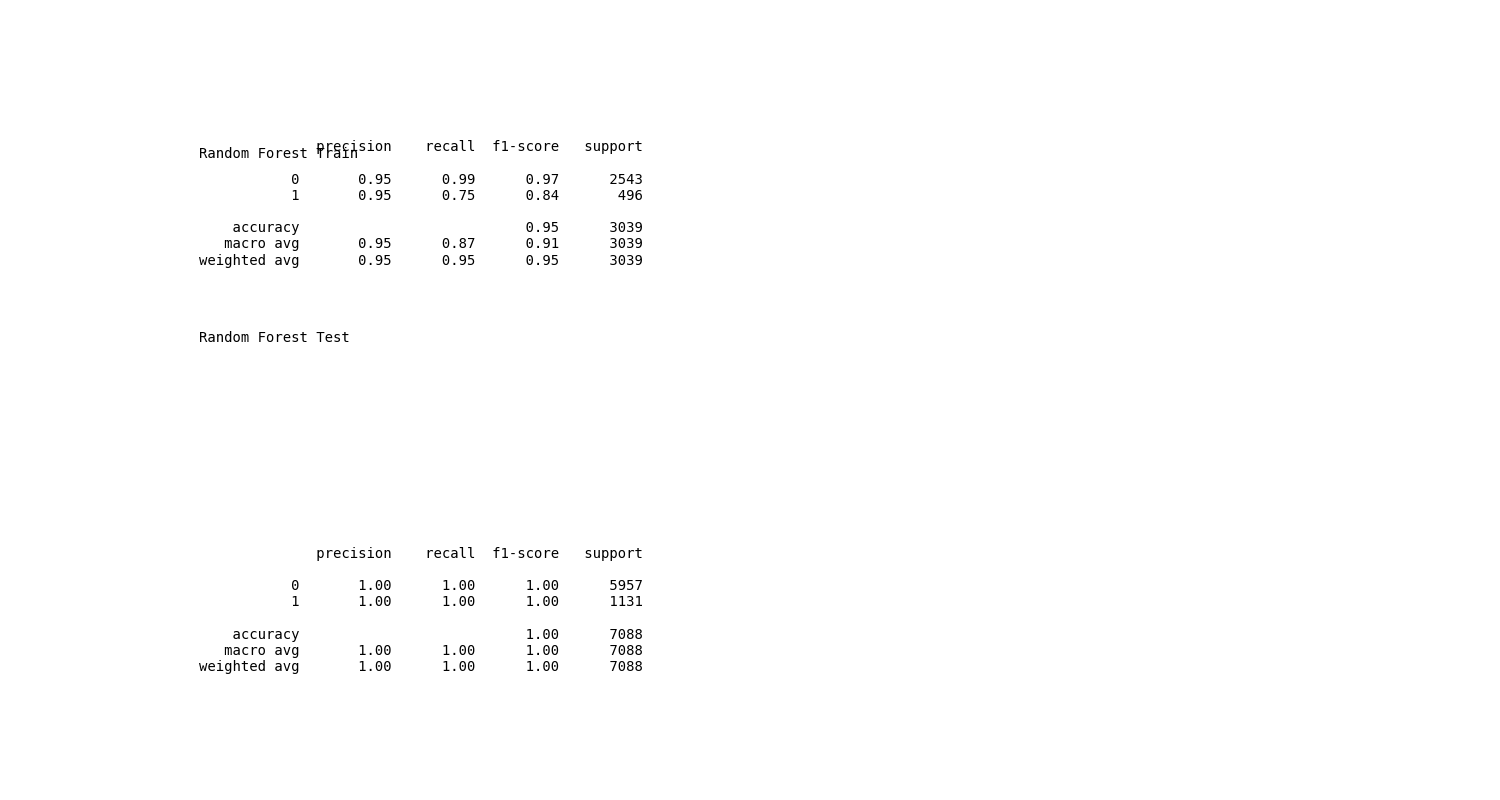 precision    recall  f1-score   support
Random Forest Train
           0       0.95      0.99      0.97      2543
           1       0.95      0.75      0.84       496

    accuracy                           0.95      3039
   macro avg       0.95      0.87      0.91      3039
weighted avg       0.95      0.95      0.95      3039

Random Forest Test

              precision    recall  f1-score   support

           0       1.00      1.00      1.00      5957
           1       1.00      1.00      1.00      1131

    accuracy                           1.00      7088
   macro avg       1.00      1.00      1.00      7088
weighted avg       1.00      1.00      1.00      7088